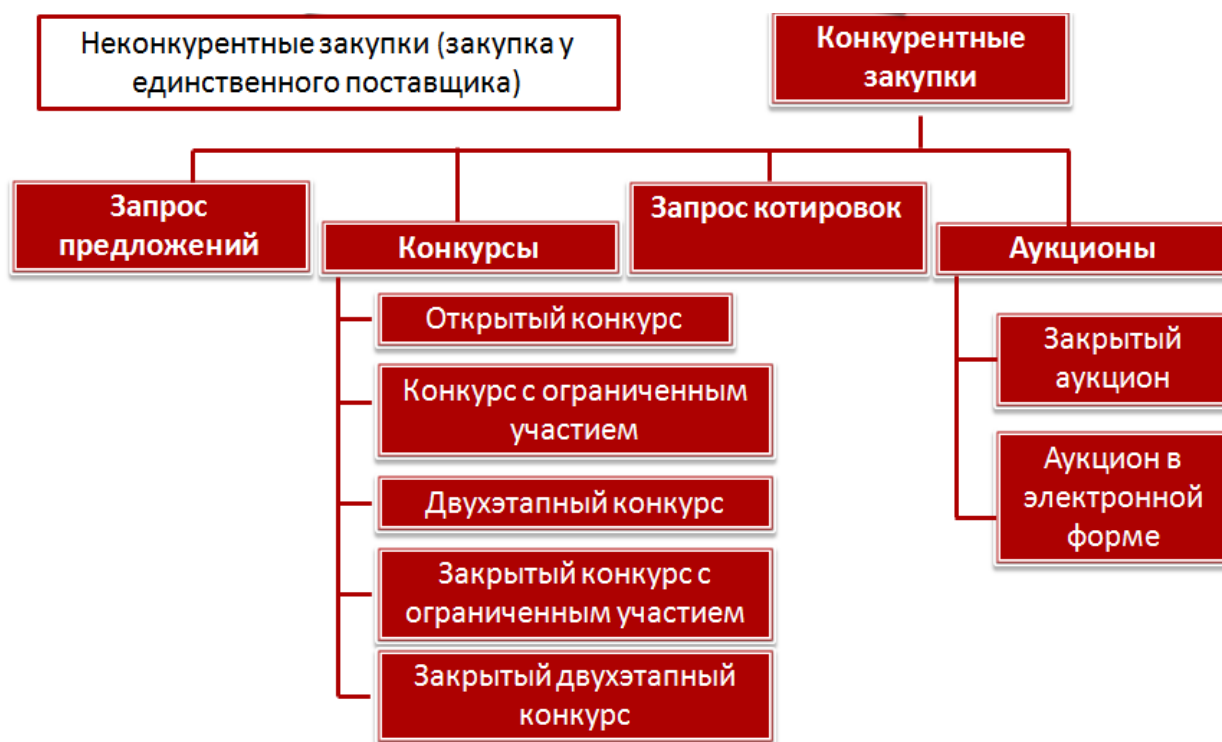 Неконкурентные закупки (закупка у
единственного поставщика)
Конкурентные
закупки
Запрос
предложений
Конкурсы
Запрос котировок
Аукционы
Открытый конкурс
Конкурс с ограниченным
участием
Двухэтапный конкурс
Закрытый конкурс с
ограниченным участием
Закрытый двухэтапный
конкурс
Закрытый
аукцион
Аукцион в
электронной
форме